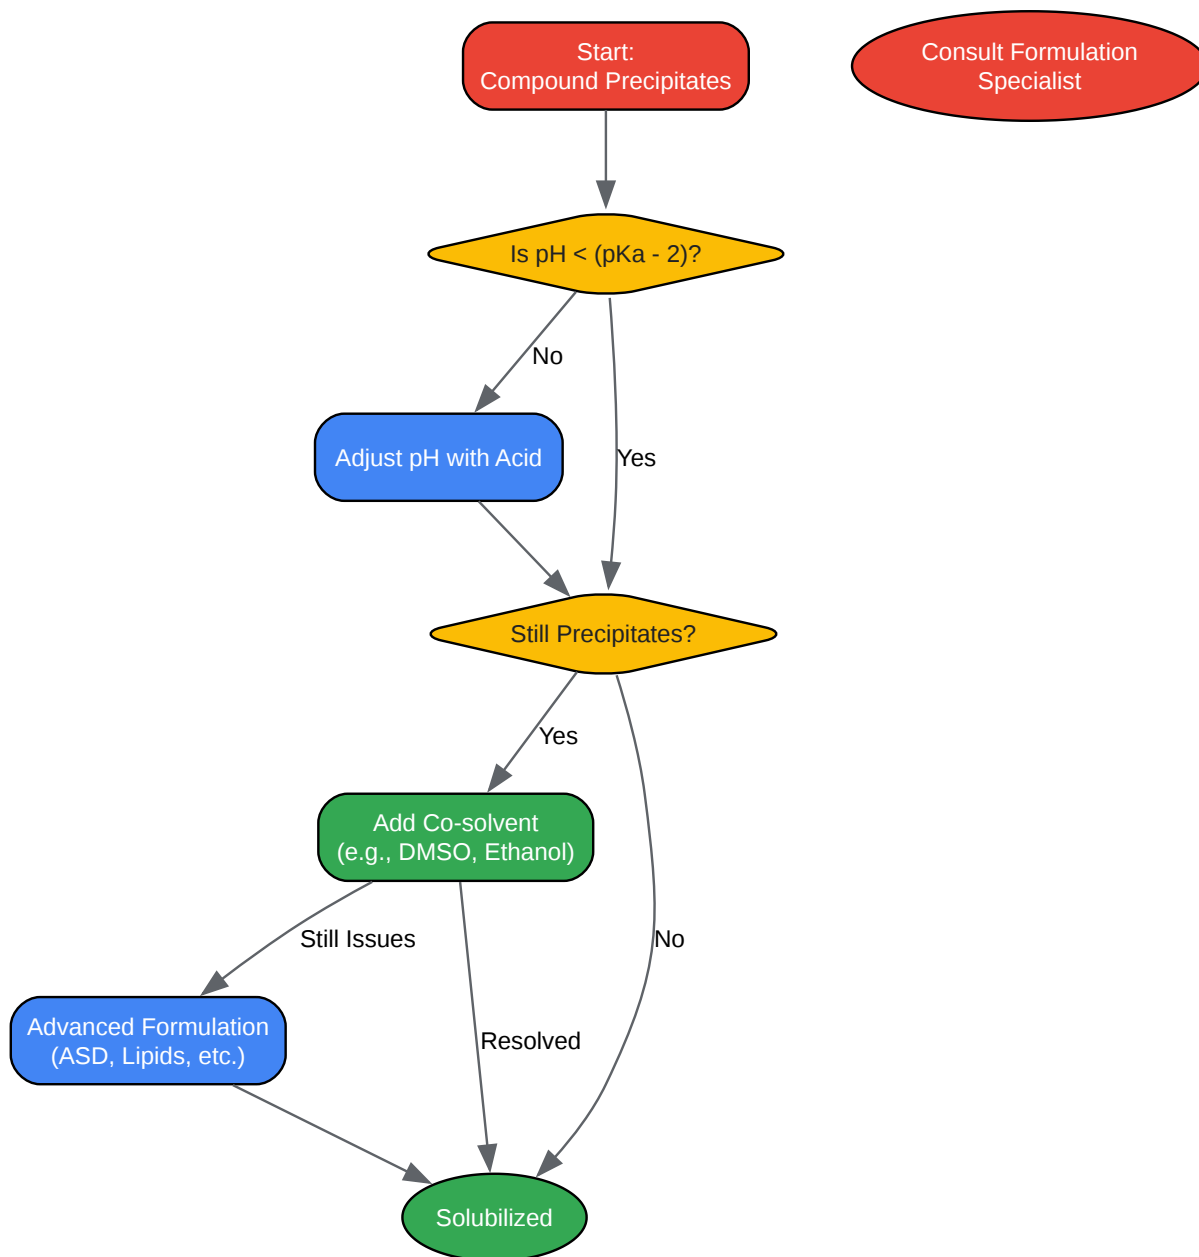 Start:
Compound Precipitates
Consult Formulation
Specialist
Is pH < (pKa - 2)?
No
Adjust pH with Acid
Yes
Still Precipitates?
Yes
Add Co-solvent
(e.g., DMSO, Ethanol)
Still Issues
No
Advanced Formulation
(ASD, Lipids, etc.)
Resolved
Solubilized